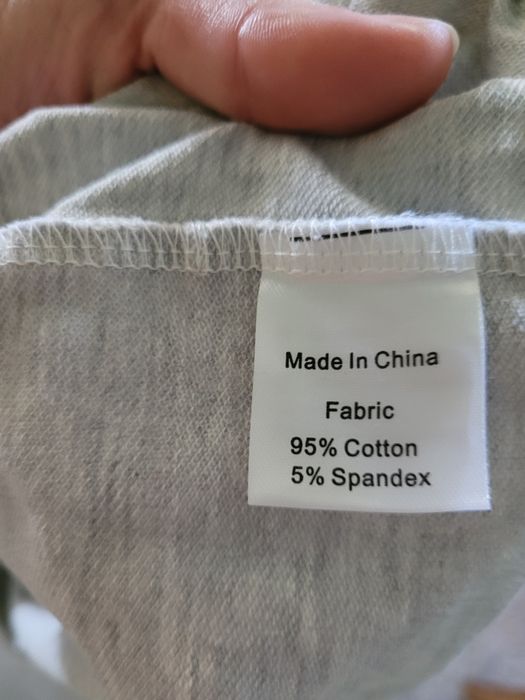 Made In China
Fabric
95% Cotton
5% Spandex